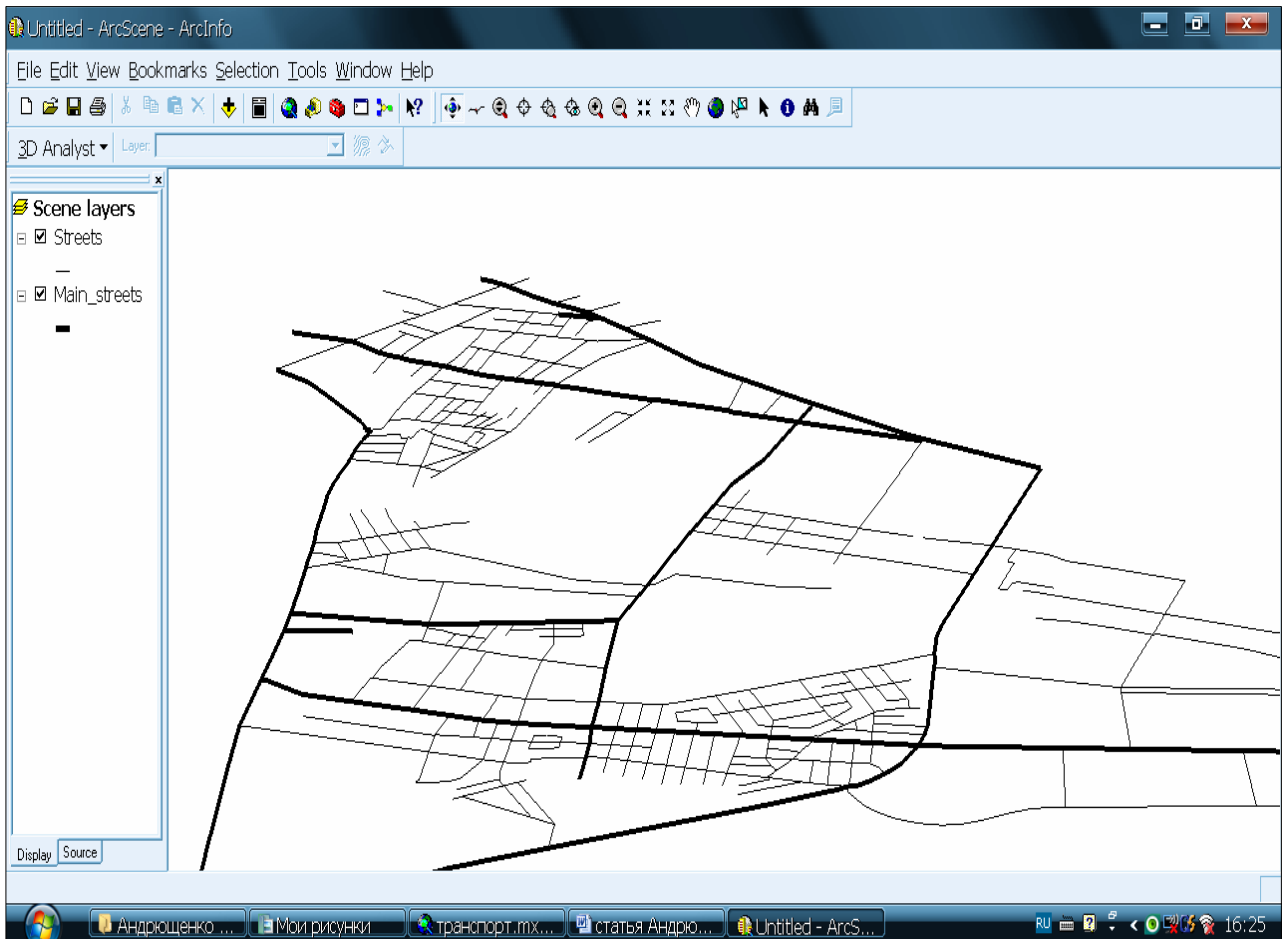 Untitled - ArcScene - ArcInfo
File Edit View Bookmarks Selection Tools Window Help
3D Analyst Layer:
Scene layers
Streets
Main_streets
Display Source
Андрющенко ... Мои рисунки транспорт.mx... статья Андрю... Untitled - ArcS... RU 16:25